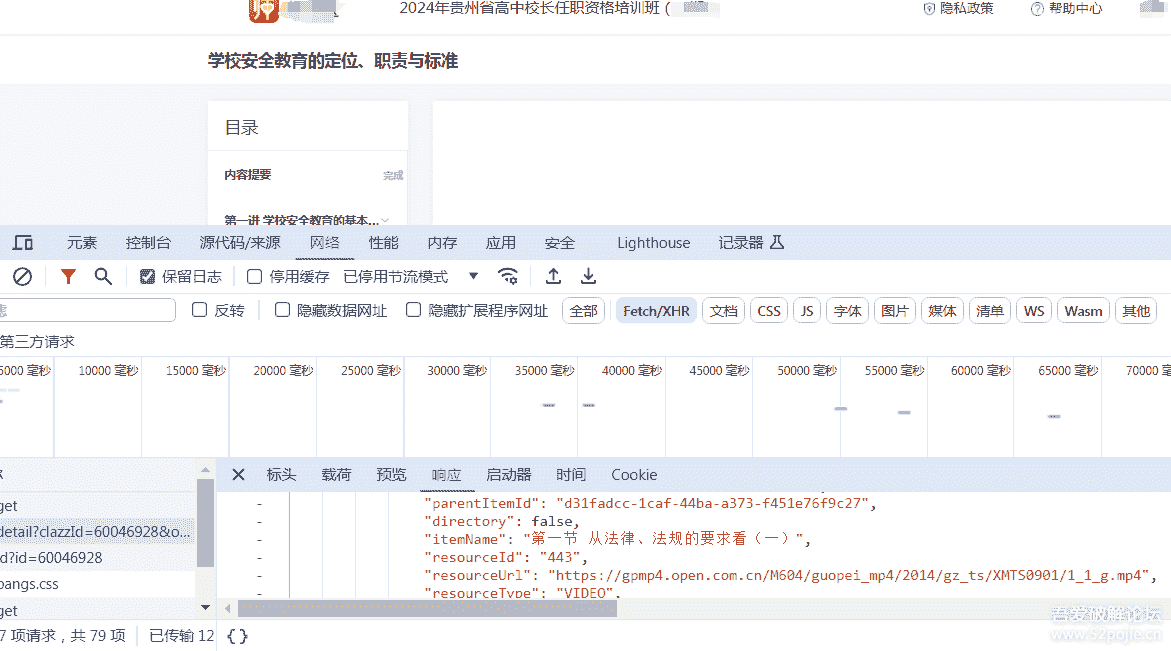 师
2024年贵州省高中校长任职资格培训班 (
隐私政策
帮助中心
学校安全教育的定位、职责与标准
目录
内容提要 完成
第一讲 学校安全教育的基本...
元素 控制台 源代码/来源 网络 性能 内存 应用 安全 Lighthouse 记录器
保留日志 停用缓存 已停用节流模式
反转 隐藏数据网址 隐藏扩展程序网址 全部 Fetch/XHR 文档 CSS JS 字体 图片 媒体 清单 WS Wasm 其他
第三方请求
5000 毫秒 10000 毫秒 15000 毫秒 20000 毫秒 25000 毫秒 30000 毫秒 35000 毫秒 40000 毫秒 45000 毫秒 50000 毫秒 55000 毫秒 60000 毫秒 65000 毫秒 70000 毫
标头 载荷 预览 响应 启动器 时间 Cookie
get
detail?clazzId=60046928&o...
d?id=60046928
bangs.css
get
- "parentItemId": "d31fadcc-1caf-44ba-a373-f451e76f9c27",
- "directory": false,
- "itemName": "第一节 从法律、法规的要求看（一）",
- "resourceId": "443",
- "resourceUrl": "https://gpmp4.open.com.cn/M604/guopei_mp4/2014/gz_ts/XMTS0901/1_1_g.mp4",
- "resourceType": "VIDEO",
7 项请求，共 79 项 已传输 12 {}
吾爱破解论坛
www.52pojie.cn